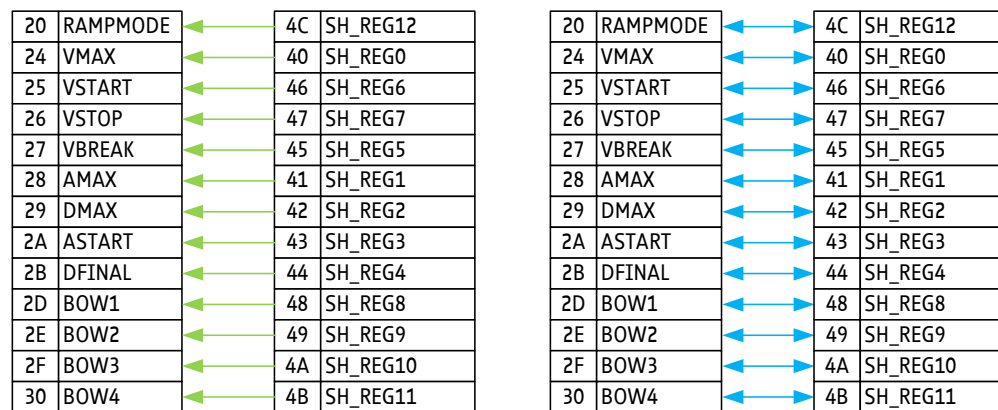 20 RAMPMODE 4C SH_REG12 20 RAMPMODE 4C SH_REG12
24 VMAX 40 SH_REG0 24 VMAX 40 SH_REG0
25 VSTART 46 SH_REG6 25 VSTART 46 SH_REG6
26 VSTOP 47 SH_REG7 26 VSTOP 47 SH_REG7
27 VBREAK 45 SH_REG5 27 VBREAK 45 SH_REG5
28 AMAX 41 SH_REG1 28 AMAX 41 SH_REG1
29 DMAX 42 SH_REG2 29 DMAX 42 SH_REG2
2A ASTART 43 SH_REG3 2A ASTART 43 SH_REG3
2B DFINAL 44 SH_REG4 2B DFINAL 44 SH_REG4
2D BOW1 48 SH_REG8 2D BOW1 48 SH_REG8
2E BOW2 49 SH_REG9 2E BOW2 49 SH_REG9
2F BOW3 4A SH_REG10 2F BOW3 4A SH_REG10
30 BOW4 4B SH_REG11 30 BOW4 4B SH_REG11